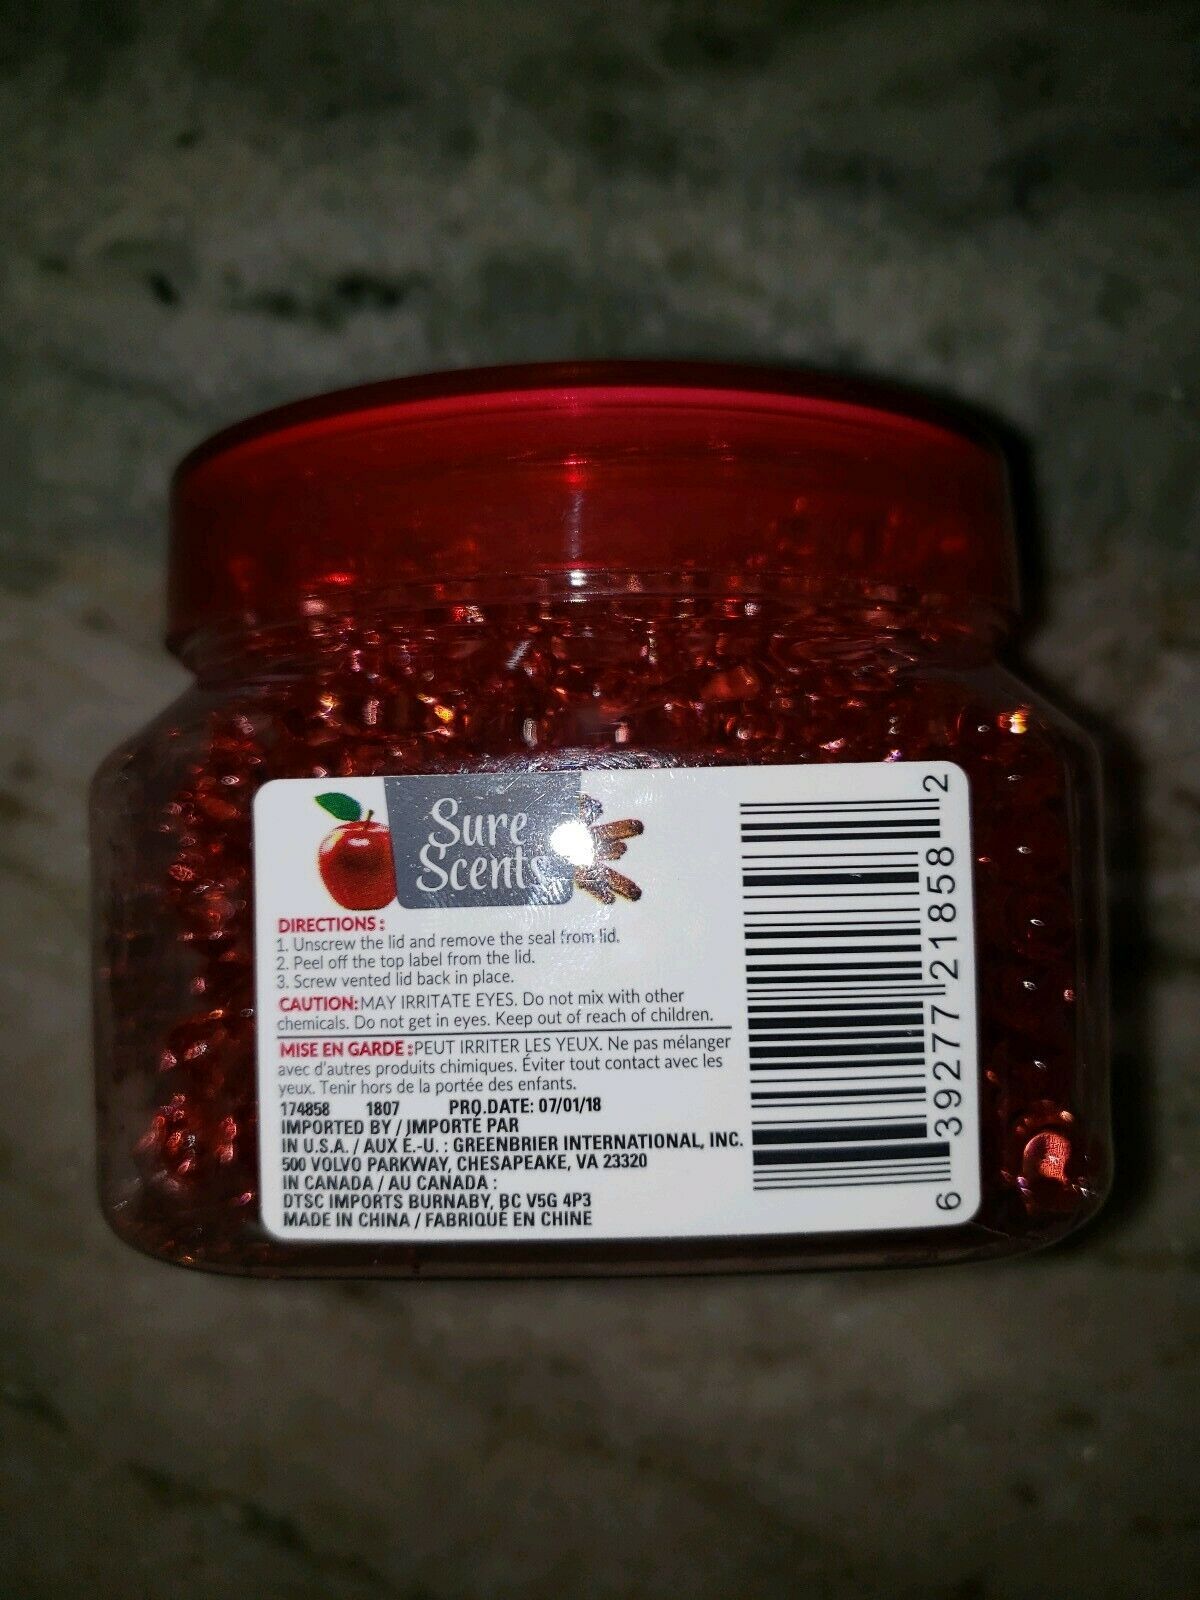 Sure
Scents
DIRECTIONS:
1. Unscrew the lid and remove the seal from lid.
2. Peel off the top label from the lid.
3. Screw vented lid back in place.
CAUTION: MAY IRRITATE EYES. Do not mix with other
chemicals. Do not get in eyes. Keep out of reach of children.
MISE EN GARDE: PEUT IRRITER LES YEUX. Ne pas mélanger
avec d'autres produits chimiques. Éviter tout contact avec les
yeux. Tenir hors de la portée des enfants.
174858 1807 PRO.DATE: 07/01/18
IMPORTED BY / IMPORTÉ PAR
IN U.S.A. / AUX É.-U. : GREENBRIER INTERNATIONAL, INC.
500 VOLVO PARKWAY, CHESAPEAKE, VA 23320
IN CANADA / AU CANADA :
DTSC IMPORTS BURNABY, BC V5G 4P3
MADE IN CHINA / FABRIQUÉ EN CHINE
6 39277 21858 2